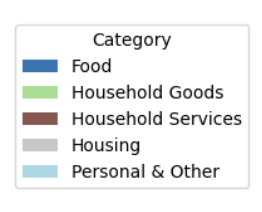 Category
Food
Household Goods
Household Services
Housing
Personal & Other